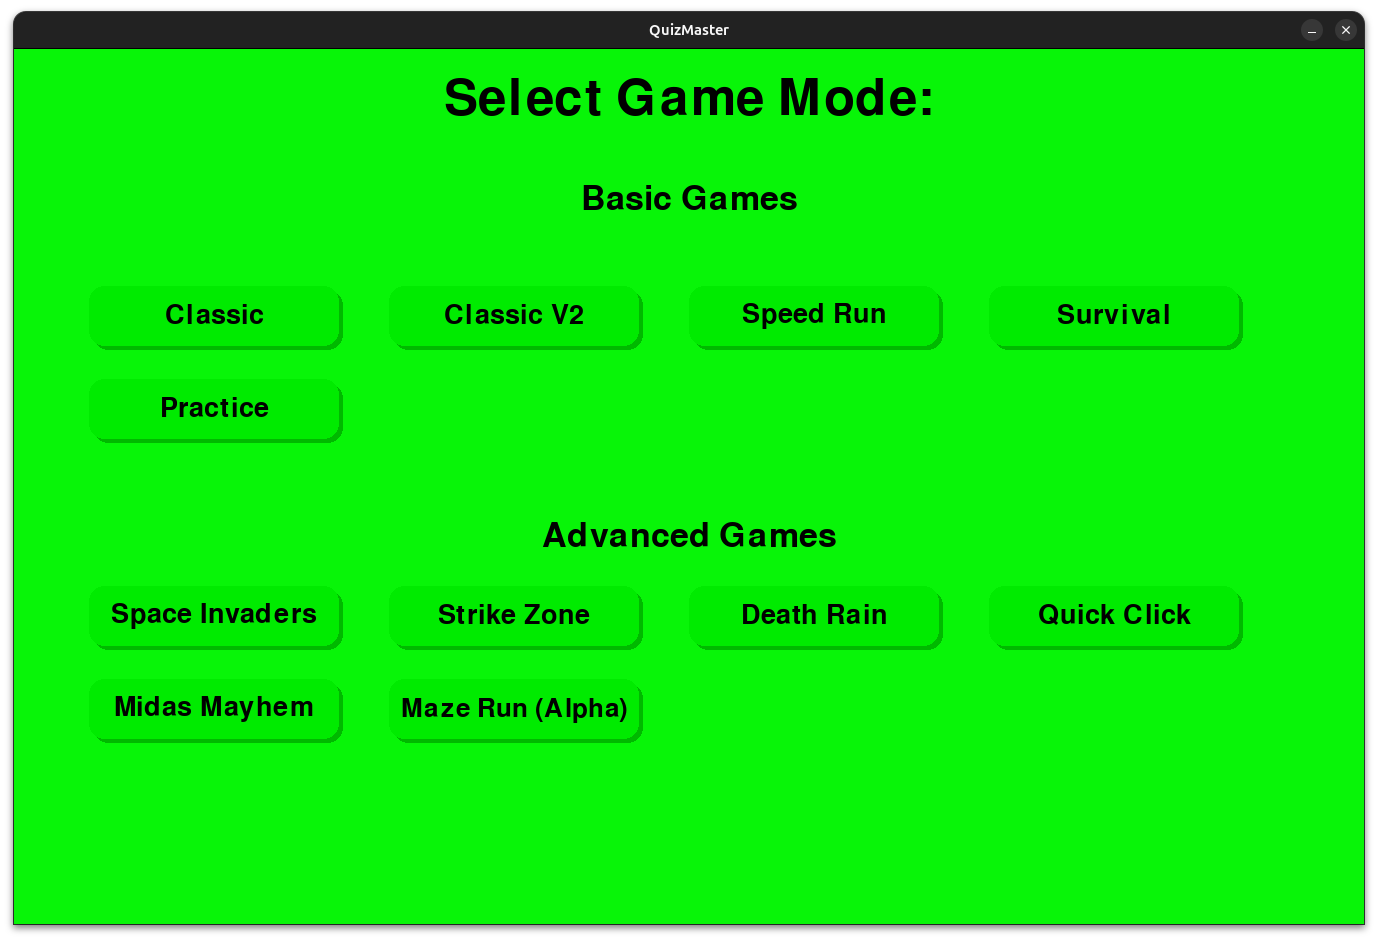 QuizMaster
Select Game Mode:
Basic Games
Classic
Classic V2
Speed Run
Survival
Practice
Advanced Games
Space Invaders
Strike Zone
Death Rain
Quick Click
Midas Mayhem
Maze Run (Alpha)